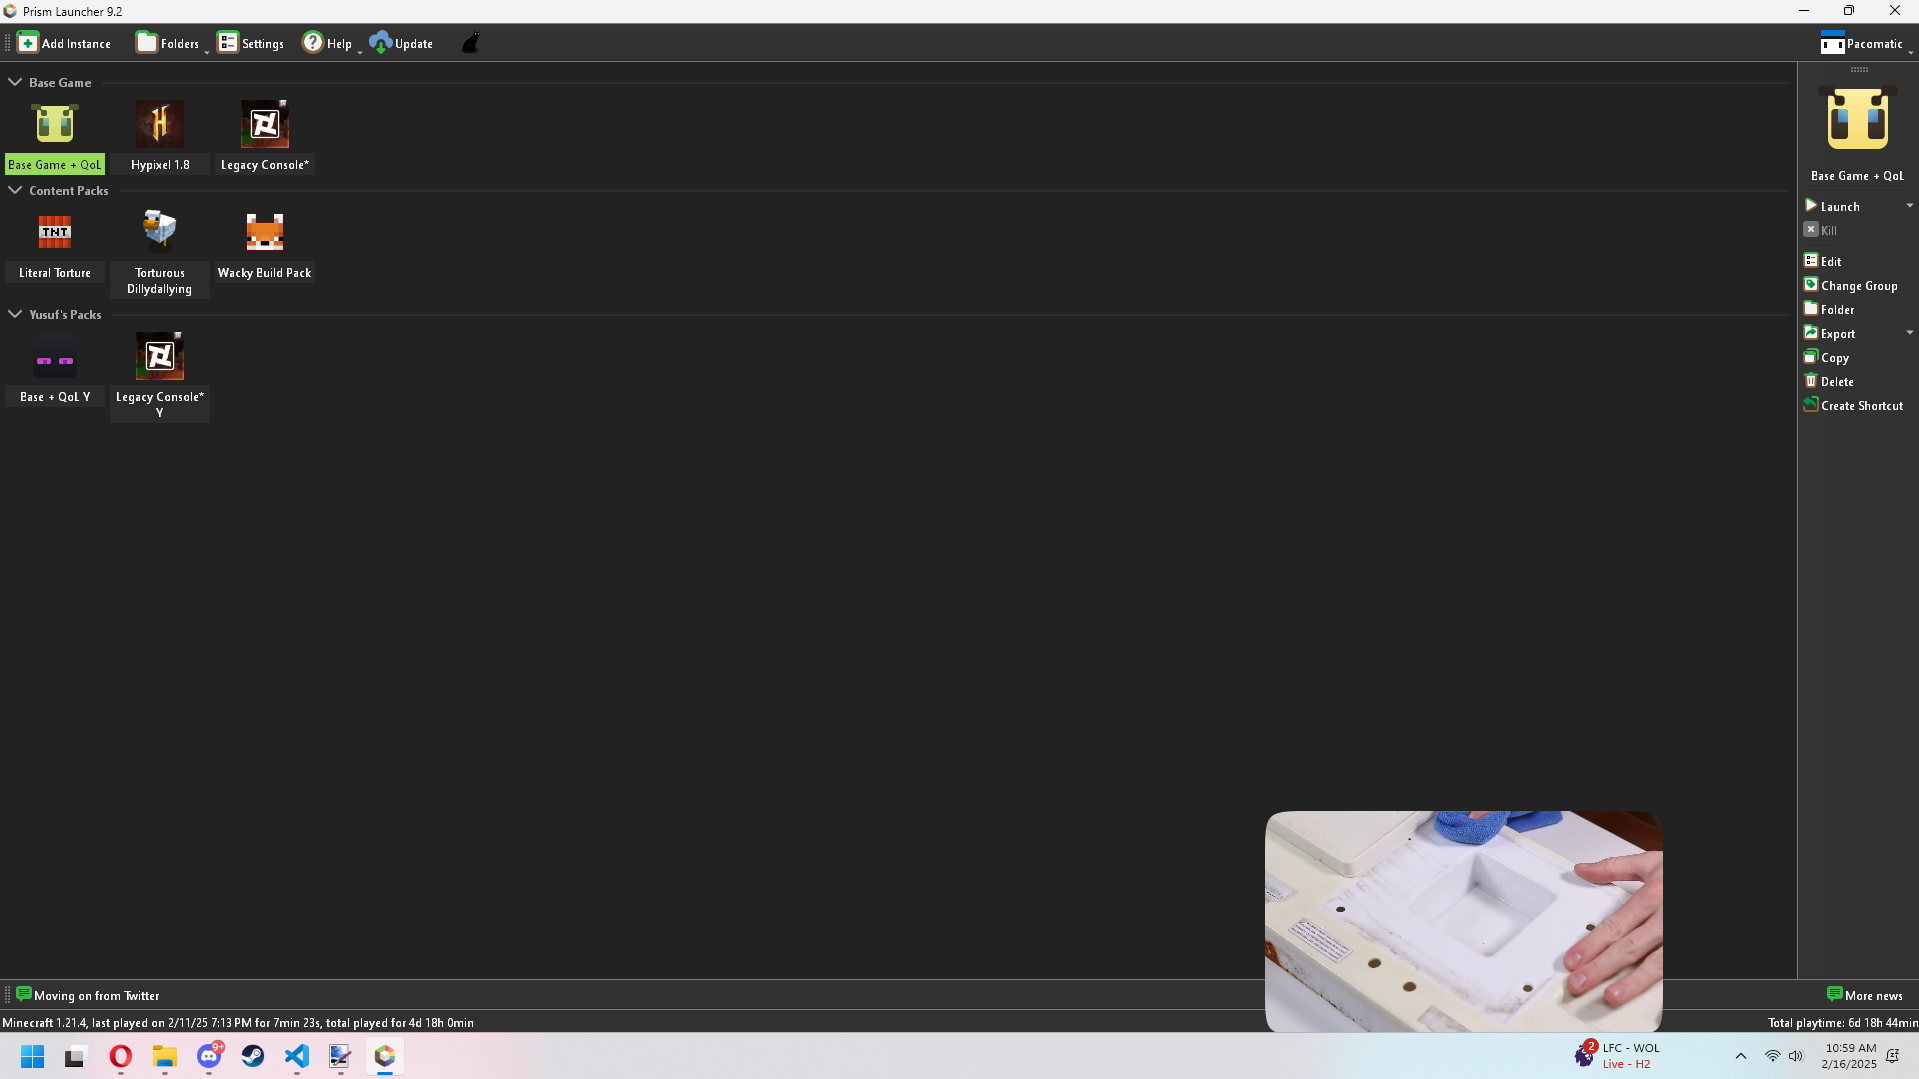 Prism Launcher 9.2
Add Instance
Folders
Settings
Help
Update
Pacomatic
Base Game
Base Game + QoL
Hypixel 1.8
Legacy Console*
Content Packs
TNT
Literal Torture
Torturous
Dillydallying
Wacky Build Pack
Yusuf's Packs
Base + QoL Y
Legacy Console*
Y
Base Game + QoL
Launch
Kill
Edit
Change Group
Folder
Export
Copy
Delete
Create Shortcut
Moving on from Twitter
More news
Minecraft 1.21.4, last played on 2/11/25 7:13 PM for 7min 23s, total played for 4d 18h 0min
Total playtime: 6d 18h 44min
9+
2
LFC - WOL
Live - H2
10:59 AM
2/16/2025